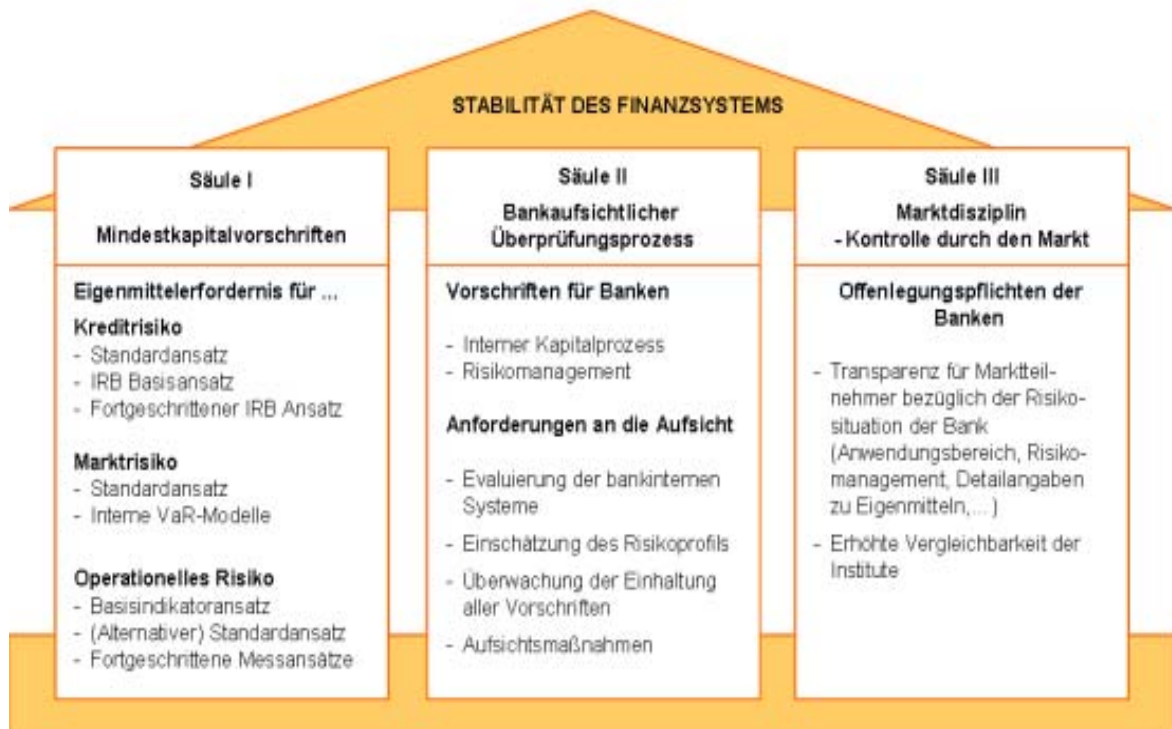 STABILITÄT DES FINANZSYSTEMS
Säule I
Mindestkapitalvorschriften
Eigenmittelerfordernis für ...
Kreditrisiko
- Standardansatz
- IRB Basisansatz
- Fortgeschrittener IRB Ansatz
Marktrisiko
- Standardansatz
- Interne VaR-Modelle
Operationelles Risiko
- Basisindikatoransatz
- (Alternativer) Standardansatz
- Fortgeschrittene Messansätze
Säule II
Bankaufsichtlicher
Überprüfungsprozess
Vorschriften für Banken
- Interner Kapitalprozess
- Risikomanagement
Anforderungen an die Aufsicht
- Evaluierung der bankinternen
Systeme
- Einschätzung des Risikoprofils
- Überwachung der Einhaltung
aller Vorschriften
- Aufsichtsmaßnahmen
Säule III
Marktdisziplin
- Kontrolle durch den Markt
Offenlegungspflichten der
Banken
- Transparenz für Marktteil-
nehmer bezüglich der Risiko-
situation der Bank
(Anwendungsbereich, Risiko-
management, Detailangaben
zu Eigenmitteln,... )
- Erhöhte Vergleichbarkeit der
Institute